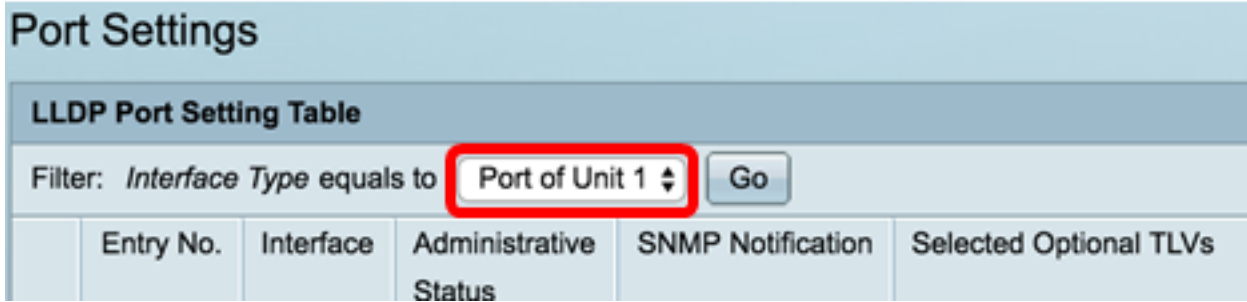 Port Settings
LLDP Port Setting Table
Filter: Interface Type equals to Port of Unit 1 Go
Entry No. Interface Administrative Status SNMP Notification Selected Optional TLVs